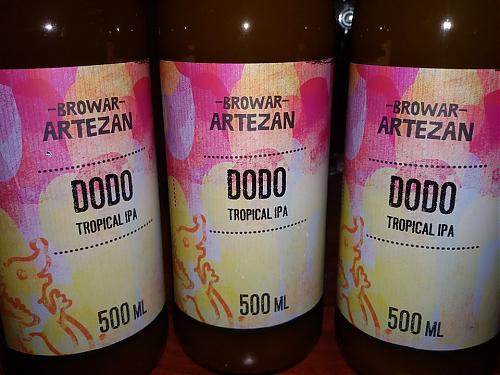 -BROWAR-
ARTEZAN
DODO
TROPICAL IPA
500 ML
-BROWAR-
ARTEZAN
DODO
TROPICAL IPA
500 ML
-BROWAR-
ARTEZAN
DODO
TROPICAL IPA
500 ML